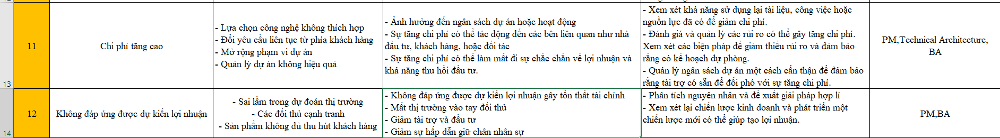 11
Chi phí tăng cao
- Lựa chọn công nghệ không thích hợp
- Đổi yêu cầu liên tục từ phía khách hàng
- Mở rộng phạm vi dự án
- Quản lý dự án không hiệu quả
- Ảnh hưởng đến ngân sách dự án hoặc hoạt động
- Sự tăng chi phí có thể tác động đến các bên liên quan như nhà
đầu tư, khách hàng, hoặc đối tác
- Sự tăng chi phí có thể làm mất đi sự chắc chắn về lợi nhuận và
khả năng thu hồi đầu tư.
- Xem xét khả năng sử dụng lại tài liệu, công việc hoặc
nguồn lực đã có để giảm chi phí.
- Đánh giá và quản lý các rủi ro có thể gây tăng chi phí.
Xem xét các biện pháp để giảm thiểu rủi ro và đảm bảo
rằng có kế hoạch dự phòng.
- Quản lý ngân sách dự án một cách cẩn thận để đảm bảo
rằng tài trợ có sẵn để đối phó với sự tăng chi phí.
PM,Technical Architecture,
BA
13
12
Không đáp ứng được dự kiến lợi nhuận
- Sai lầm trong dự đoán thị trường
- Các đối thủ cạnh tranh
- Sản phẩm không đủ thu hút khách hàng
- Không đáp ứng được dự kiến lợi nhuận gây tổn thất tài chính
- Mất thị trường vào tay đối thủ
- Giảm tài trợ và đầu tư
- Giảm sự hấp dẫn giữ chân nhân sự
- Phân tích nguyên nhân và đề xuất giải pháp hợp lí
- Xem xét lại chiến lược kinh doanh và phát triển một
chiến lược mới có thể giúp tạo lợi nhuận.
PM,BA
14